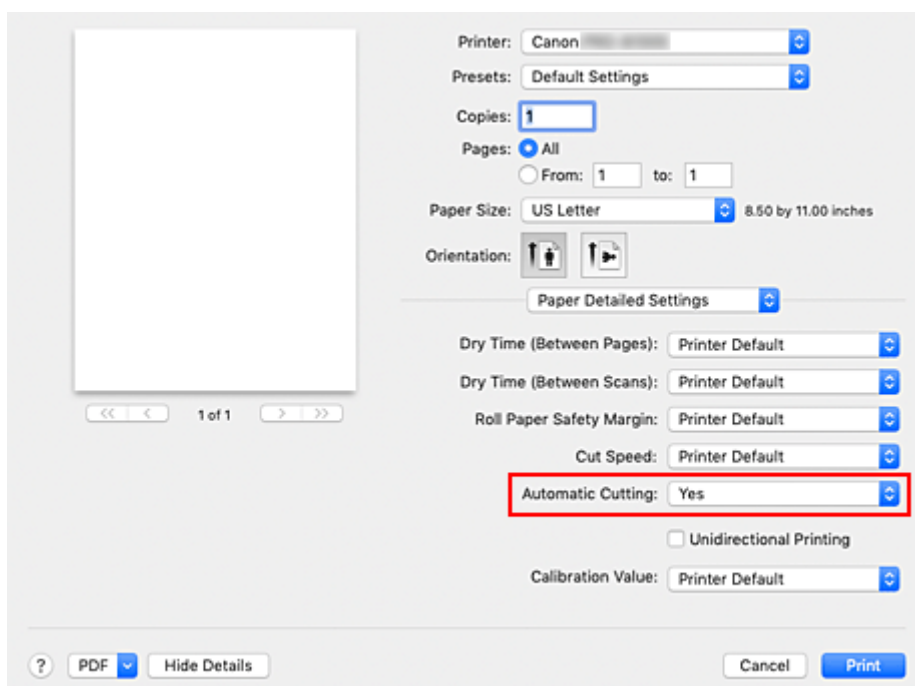 Printer: Canon
Presets: Default Settings
Copies: 1
Pages: All
From: 1 to: 1
Paper Size: US Letter 8.50 by 11.00 inches
Orientation:
Paper Detailed Settings
Dry Time (Between Pages): Printer Default
Dry Time (Between Scans): Printer Default
<< < 1 of 1 > >>
Roll Paper Safety Margin: Printer Default
Cut Speed: Printer Default
Automatic Cutting: Yes
Unidirectional Printing
Calibration Value: Printer Default
? PDF Hide Details Cancel Print